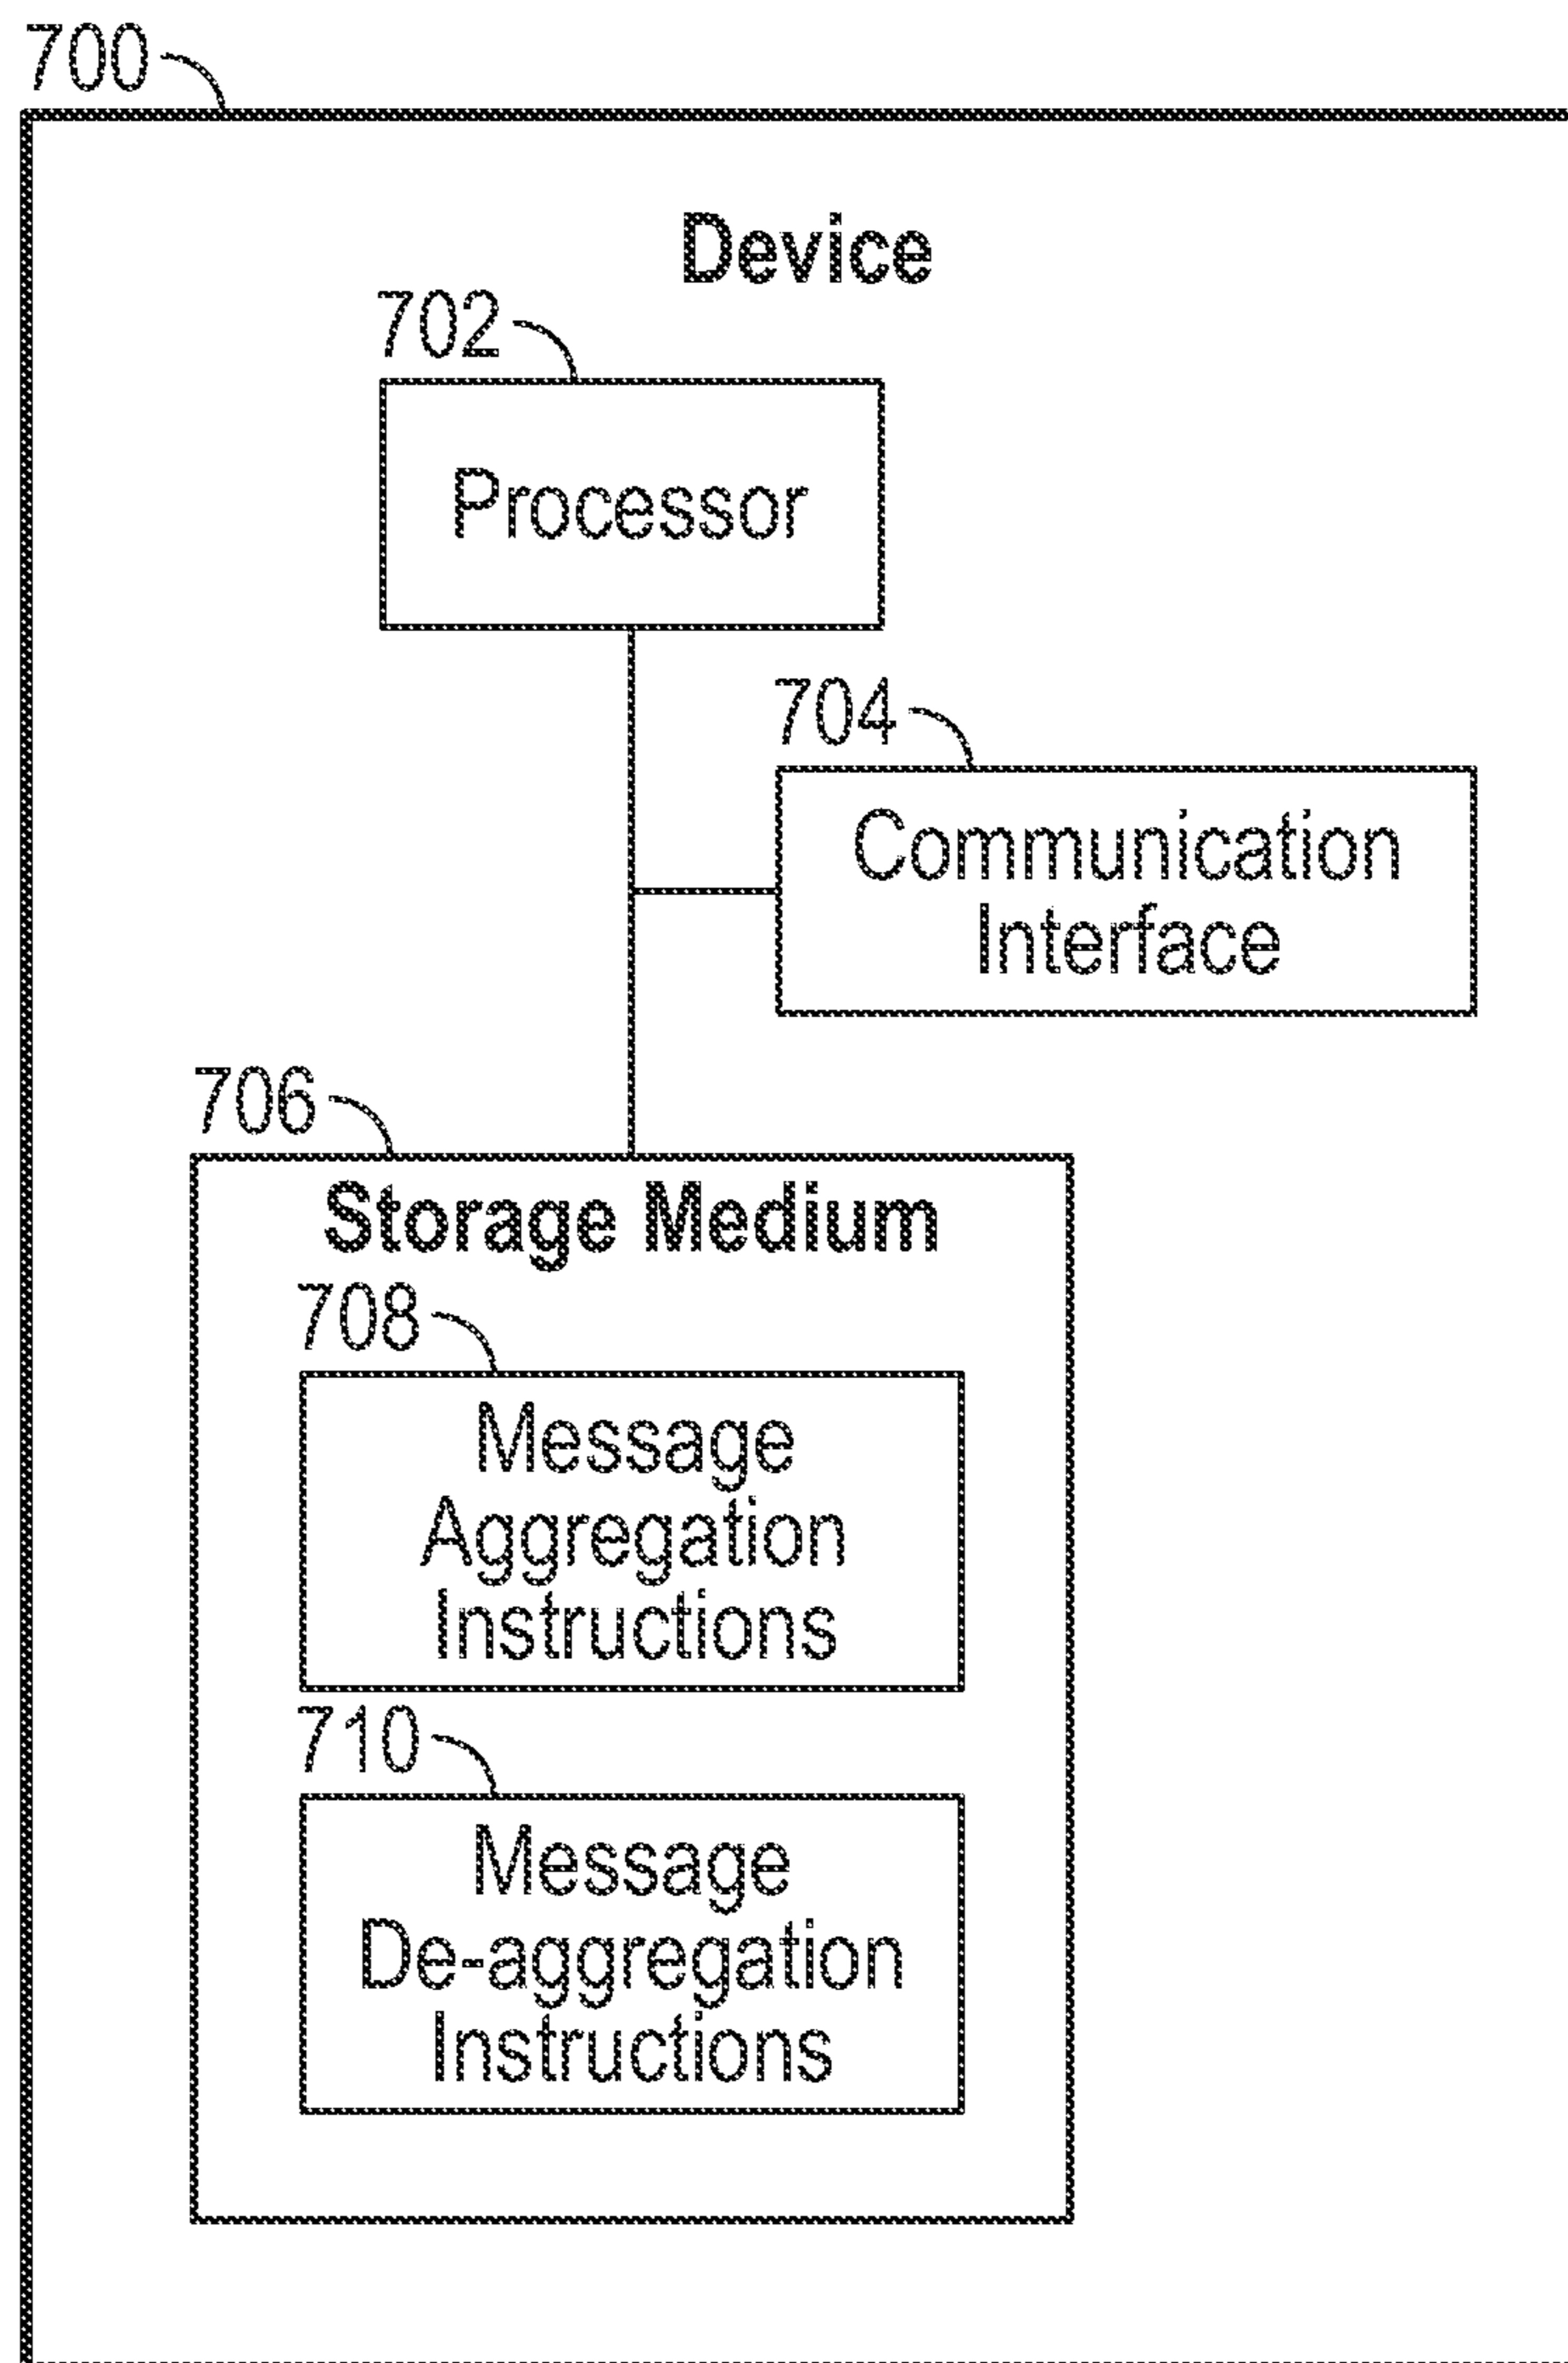 700
Device
702
Processor
704
Communication
Interface
706
Storage Medium
708
Message
Aggregation
Instructions
710
Message
De-aggregation
Instructions